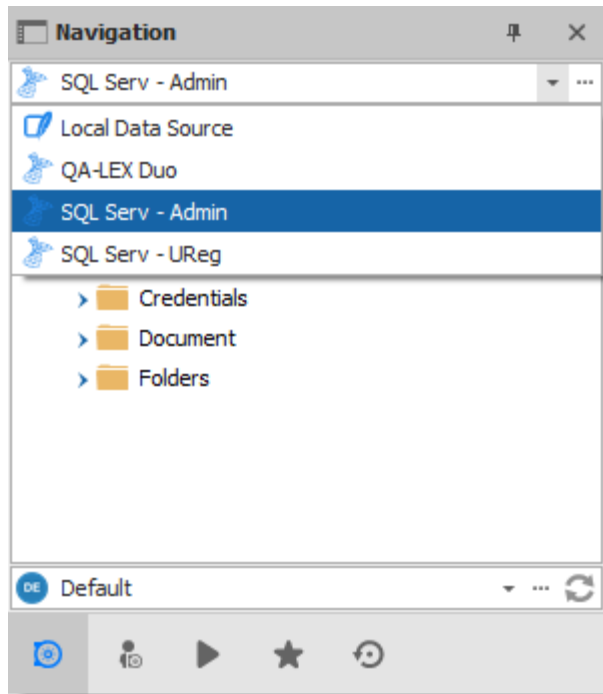 Navigation
SQL Serv - Admin
Local Data Source
QA-LEX Duo
SQL Serv - Admin
SQL Serv - UReg
Credentials
Document
Folders
DE Default